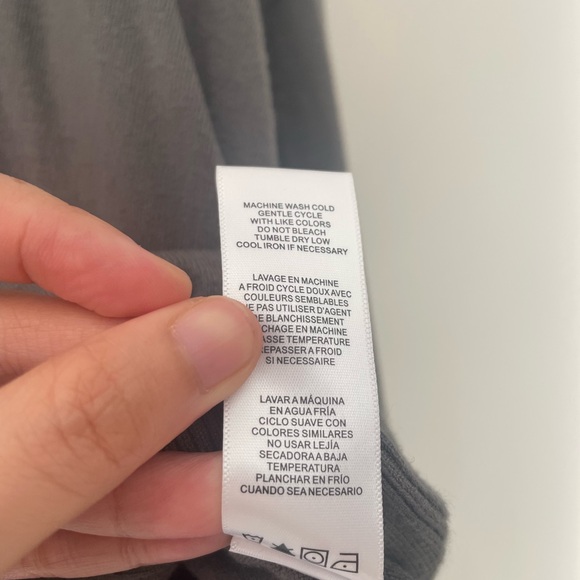 MACHINE WASH COLD
GENTLE CYCLE
WITH LIKE COLORS
DO NOT BLEACH
TUMBLE DRY LOW
COOL IRON IF NECESSARY
LAVAGE EN MACHINE
A FROID CYCLE DOUX AVEC
COULEURS SEMBLABLES
PAS UTILISER D'AGENT
BLANCHISSEMENT
EN MACHINE
TEMPERATURE
A FROID
SI NECESSAIRE
LAVAR A MÁQUINA
EN AGUA FRÍA
CICLO SUAVE CON
COLORES SIMILARES
NO USAR LEJÍA
SECADORA A BAJA
TEMPERATURA
PLANCHAR EN FRÍO
CUANDO SEA NECESARIO